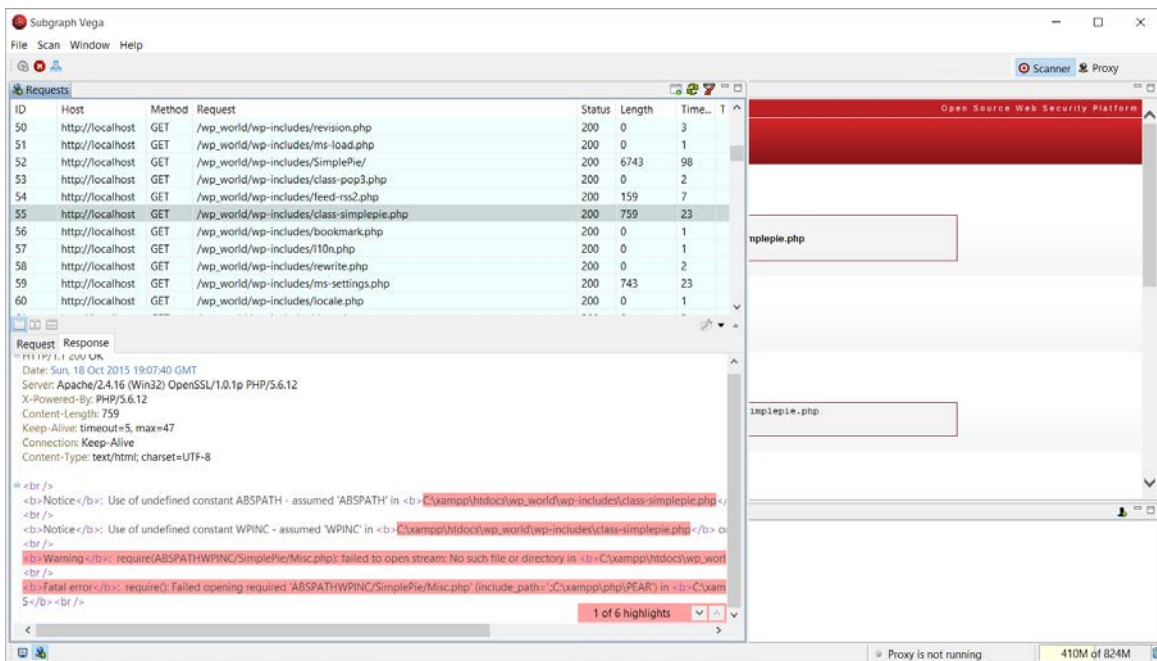 Subgraph Vega
File Scan Window Help
Scanner Proxy
Requests
ID Host Method Request Status Length Time... T
50 http://localhost GET /wp_world/wp-includes/revision.php 200 0 3
51 http://localhost GET /wp_world/wp-includes/ms-load.php 200 0 1
52 http://localhost GET /wp_world/wp-includes/SimplePie/ 200 6743 98
53 http://localhost GET /wp_world/wp-includes/class-pop3.php 200 0 2
54 http://localhost GET /wp_world/wp-includes/feed-rss2.php 200 159 7
55 http://localhost GET /wp_world/wp-includes/class-simplepie.php 200 759 23
56 http://localhost GET /wp_world/wp-includes/bookmark.php 200 0 1
57 http://localhost GET /wp_world/wp-includes/l10n.php 200 0 1
58 http://localhost GET /wp_world/wp-includes/rewrite.php 200 0 2
59 http://localhost GET /wp_world/wp-includes/ms-settings.php 200 743 23
60 http://localhost GET /wp_world/wp-includes/locale.php 200 0 1
Open Source Web Security Platform
mplepie.php
implepie.php
Request Response
HTTP/1.1 200 OK
Date: Sun, 18 Oct 2015 19:07:40 GMT
Server: Apache/2.4.16 (Win32) OpenSSL/1.0.1p PHP/5.6.12
X-Powered-By: PHP/5.6.12
Content-Length: 759
Keep-Alive: timeout=5, max=47
Connection: Keep-Alive
Content-Type: text/html; charset=UTF-8
<br />
<b>Notice</b>: Use of undefined constant ABSPATH - assumed 'ABSPATH' in <b>C:\xampp\htdocs\wp_world\wp-includes\class-simplepie.php</
<br />
<b>Notice</b>: Use of undefined constant WPINC - assumed 'WPINC' in <b>C:\xampp\htdocs\wp_world\wp-includes\class-simplepie.php</b> o
<br />
<b>Warning</b>: require(ABSPATHWPINC/SimplePie/Misc.php): failed to open stream: No such file or directory in <b>C:\xampp\htdocs\wp_worl
<br />
<b>Fatal error</b>: require(): Failed opening required 'ABSPATHWPINC/SimplePie/Misc.php' (include_path='.;C:\xampp\php\PEAR') in <b>C:\xam
5</b><br />
1 of 6 highlights
Proxy is not running 410M of 824M